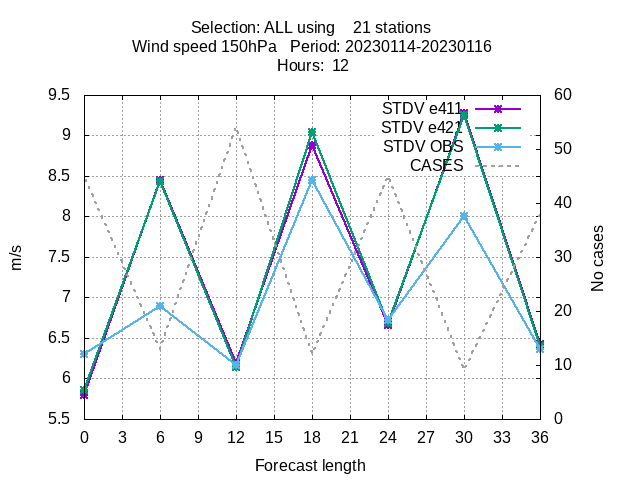 Selection: ALL using    21 stations
Wind speed 150hPa   Period: 20230114-20230116
Hours:  12
9.5
9
8.5
8
7.5
7
6.5
6
5.5
m/s
STDV e411
STDV e421
STDV OBS
CASES
60
50
40
30
20
10
0
No cases
0 3 6 9 12 15 18 21 24 27 30 33 36
Forecast length